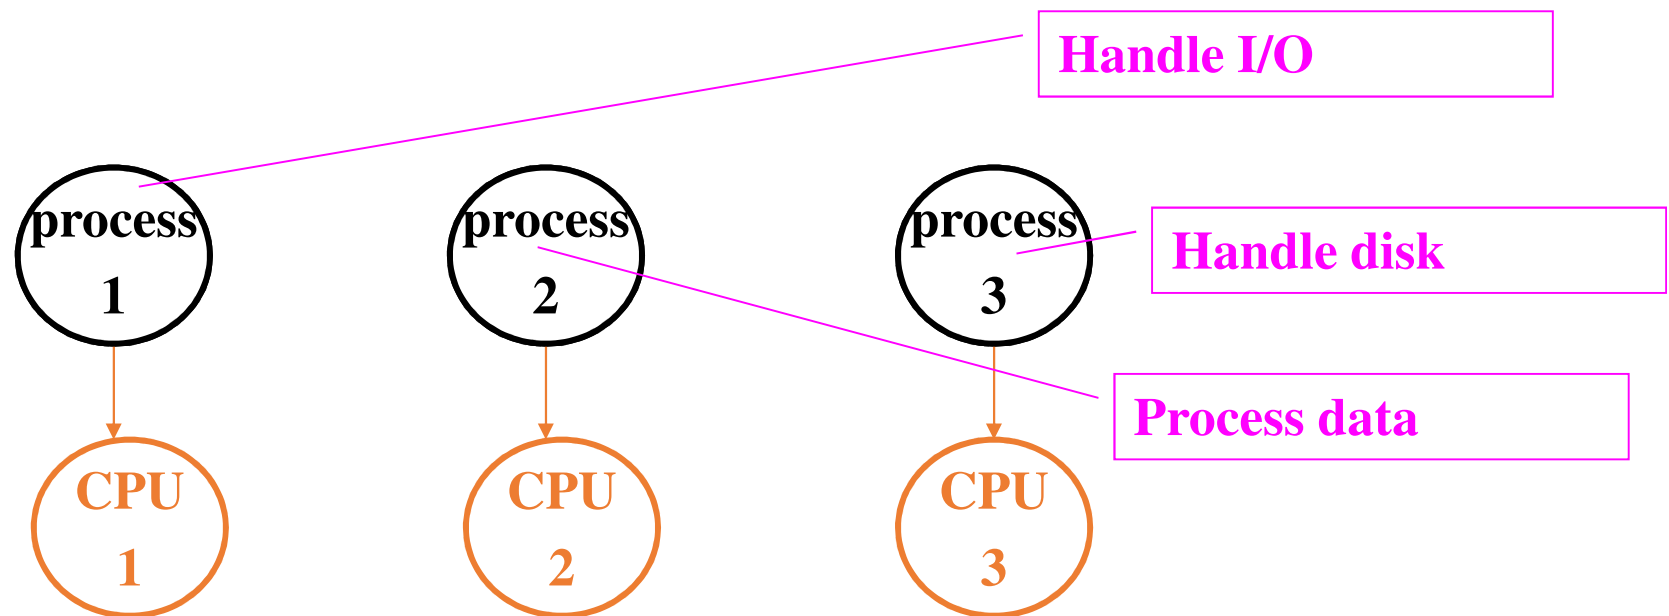 Handle I/O
process
1
process
2
process
3
Handle disk
Process data
CPU
1
CPU
2
CPU
3